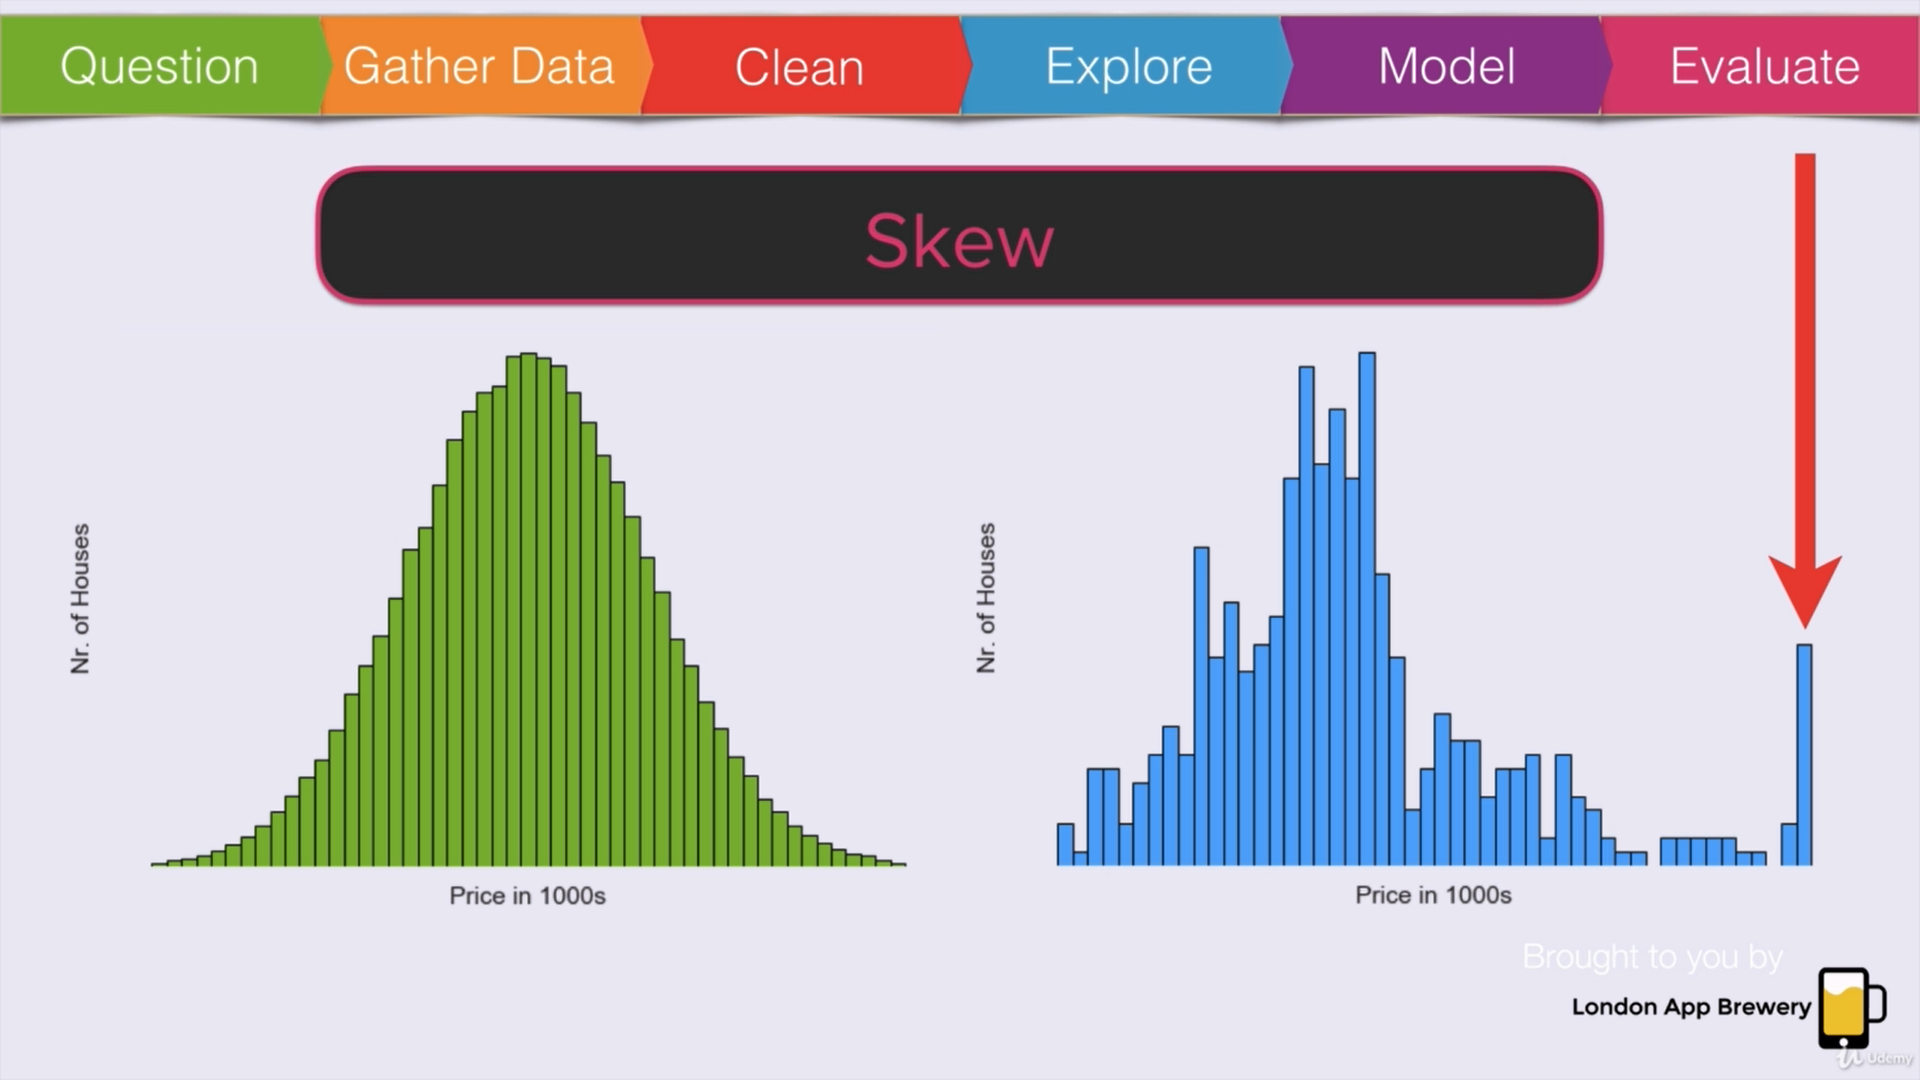 Question
Gather Data
Clean
Explore
Model
Evaluate
Skew
Nr. of Houses
Price in 1000s
Nr. of Houses
Price in 1000s
Brought to you by
London App Brewery
Udemy